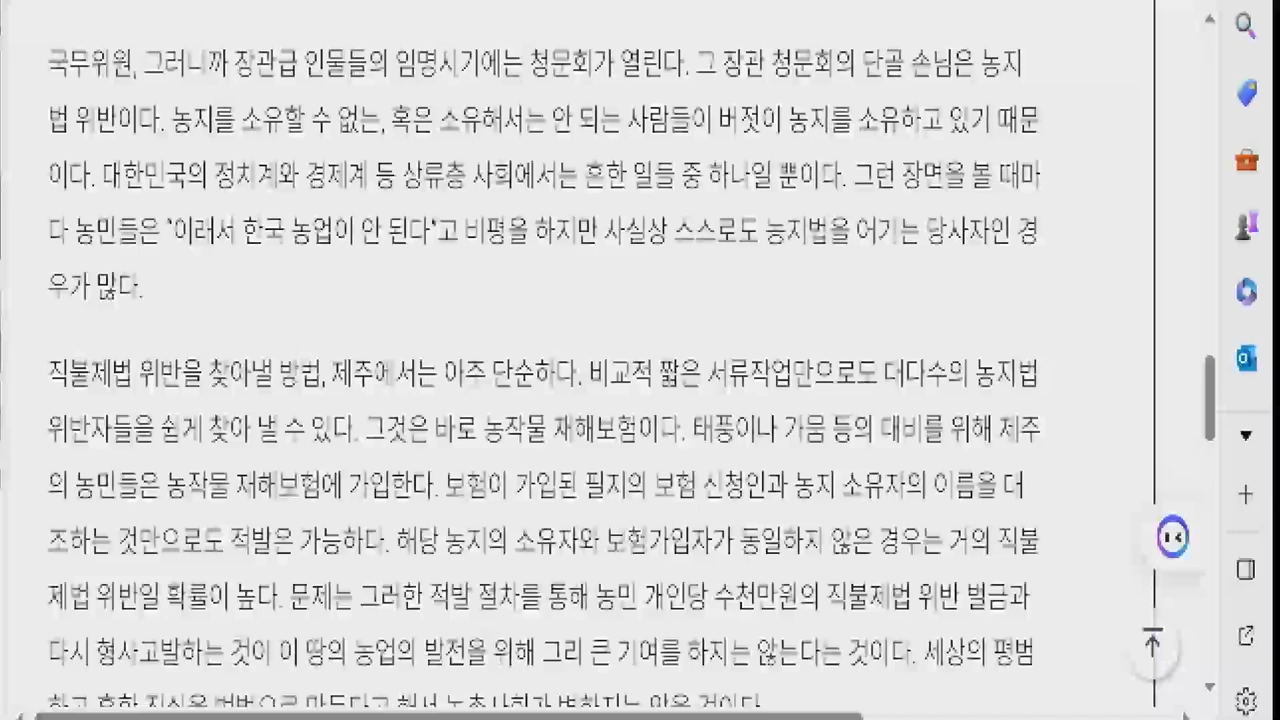 국무위원, 그러니까 장관급 인물들의 임명시기에는 청문회가 열린다. 그 장관 청문회의 단골 손님은 농지
법 위반이다. 농지를 소유할 수 없는, 혹은 소유해서는 안 되는 사람들이 버젓이 농지를 소유하고 있기 때문
이다. 대한민국의 정치계와 경제계 등 상류층 사회에서는 흔한 일들 중 하나일 뿐이다. 그런 장면을 볼 때마
다 농민들은 "이래서 한국 농업이 안 된다"고 비평을 하지만 사실상 스스로도 농지법을 어기는 당사자인 경
우가 많다.
직불제법 위반을 찾아낼 방법, 제주에서는 아주 단순하다. 비교적 짧은 서류작업만으로도 대다수의 농지법
위반자들을 쉽게 찾아 낼 수 있다. 그것은 바로 농작물 재해보험이다. 태풍이나 가뭄 등의 대비를 위해 제주
의 농민들은 농작물 재해보험에 가입한다. 보험이 가입된 필지의 보험 신청인과 농지 소유자의 이름을 대
조하는 것만으로도 적발은 가능하다. 해당 농지의 소유자와 보험가입자가 동일하지 않은 경우는 거의 직불
제법 위반일 확률이 높다. 문제는 그러한 적발 절차를 통해 농민 개인당 수천만원의 직불제법 위반 벌금과
다시 형사고발하는 것이 이 땅의 농업의 발전을 위해 그리 큰 기여를 하지는 않는다는 것이다. 세상의 평범